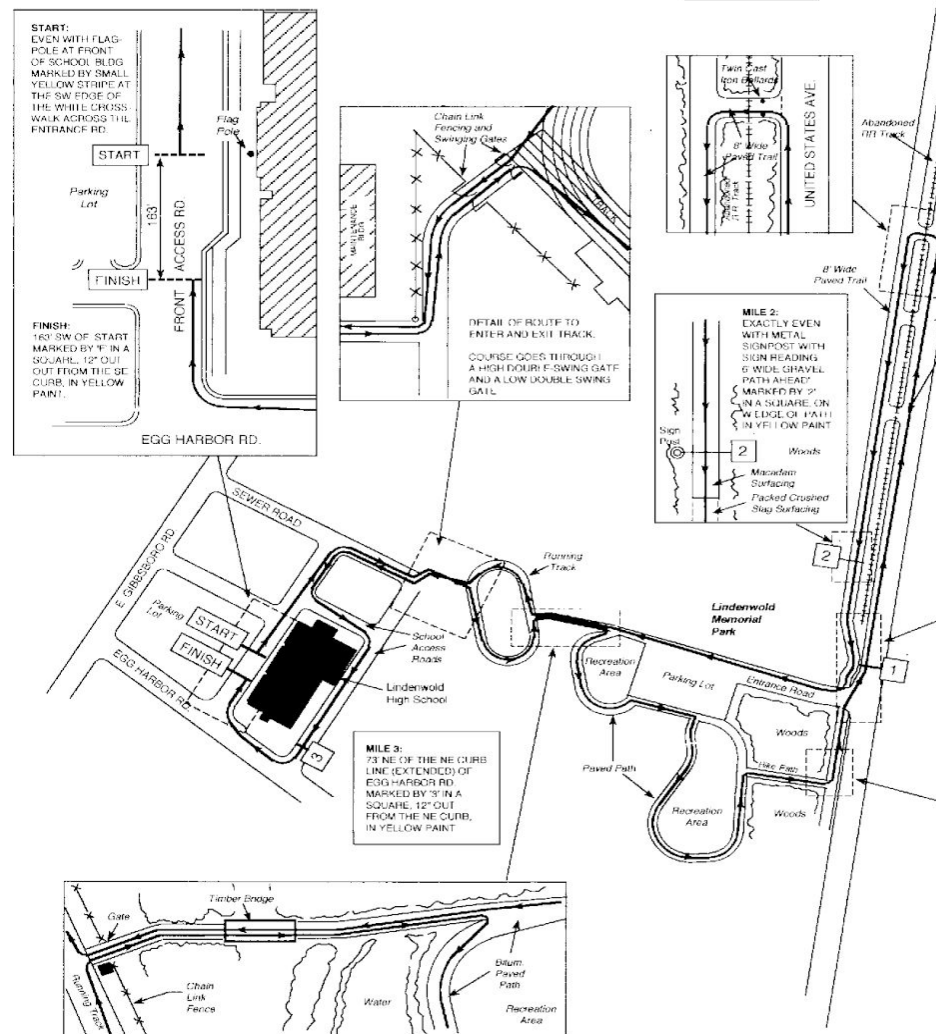 START:
EVEN WITH FLAG-
POLE AT FRONT
OF SCHOOL BLDG
MARKED BY SMALL
YELLOW STRIPE AT
THE SW EDGE OF
THE WHITE CROSS-
WALK ACROSS THE
ENTRANCE RD.
Flag
Pole
START
Parking
Lot
163'
ACCESS RD.
FINISH
FRONT
FINISH:
163' SW OF START
MARKED BY 'F' IN A
SQUARE, 12" OUT
OUT FROM THE SE
CURB, IN YELLOW
PAINT.
EGG HARBOR RD.
Chain Link
Fencing and
Swinging Gates
MAINTENANCE
BLDG
TRACK
DETAIL OF ROUTE TO
ENTER AND EXIT TRACK.
COURSE GOES THROUGH
A HIGH DOUBLE-SWING GATE
AND A LOW DOUBLE SWING
GATE
Twin Cast
Iron Bollards
8' Wide
Paved Trail
Abandoned
R.R. Track
UNITED STATES AVE.
Abandoned
RR Track
8' Wide
Paved Trail
MILE 2:
EXACTLY EVEN
WITH METAL
SIGNPOST WITH
SIGN READING
6' WIDE GRAVEL
PATH AHEAD"
MARKED BY '2'
IN A SQUARE, ON
W EDGE OF PATH
IN YELLOW PAINT
Sign
Post
2
Woods
Macadam
Surfacing
Packed Crushed
Slag Surfacing
SEWER ROAD
E. GIBBSBORO RD
Parking
Lot
START
FINISH
EGG HARBOR RD.
School
Access
Roads
Lindenwold
High School
3
Running
Track
2
Lindenwold
Memorial
Park
1
Recreation
Area
Parking Lot
Entrance Road
Woods
Bike Path
Paved Path
Recreation
Area
Woods
MILE 3:
73' NE OF THE NE CURB
LINE (EXTENDED) OF
EGG HARBOR RD.
MARKED BY '3' IN A
SQUARE, 12" OUT
FROM THE NE CURB,
IN YELLOW PAINT
Timber Bridge
Gate
Running Track
Chain
Link
Fence
Water
Bitum.
Paved
Path
Recreation
Area